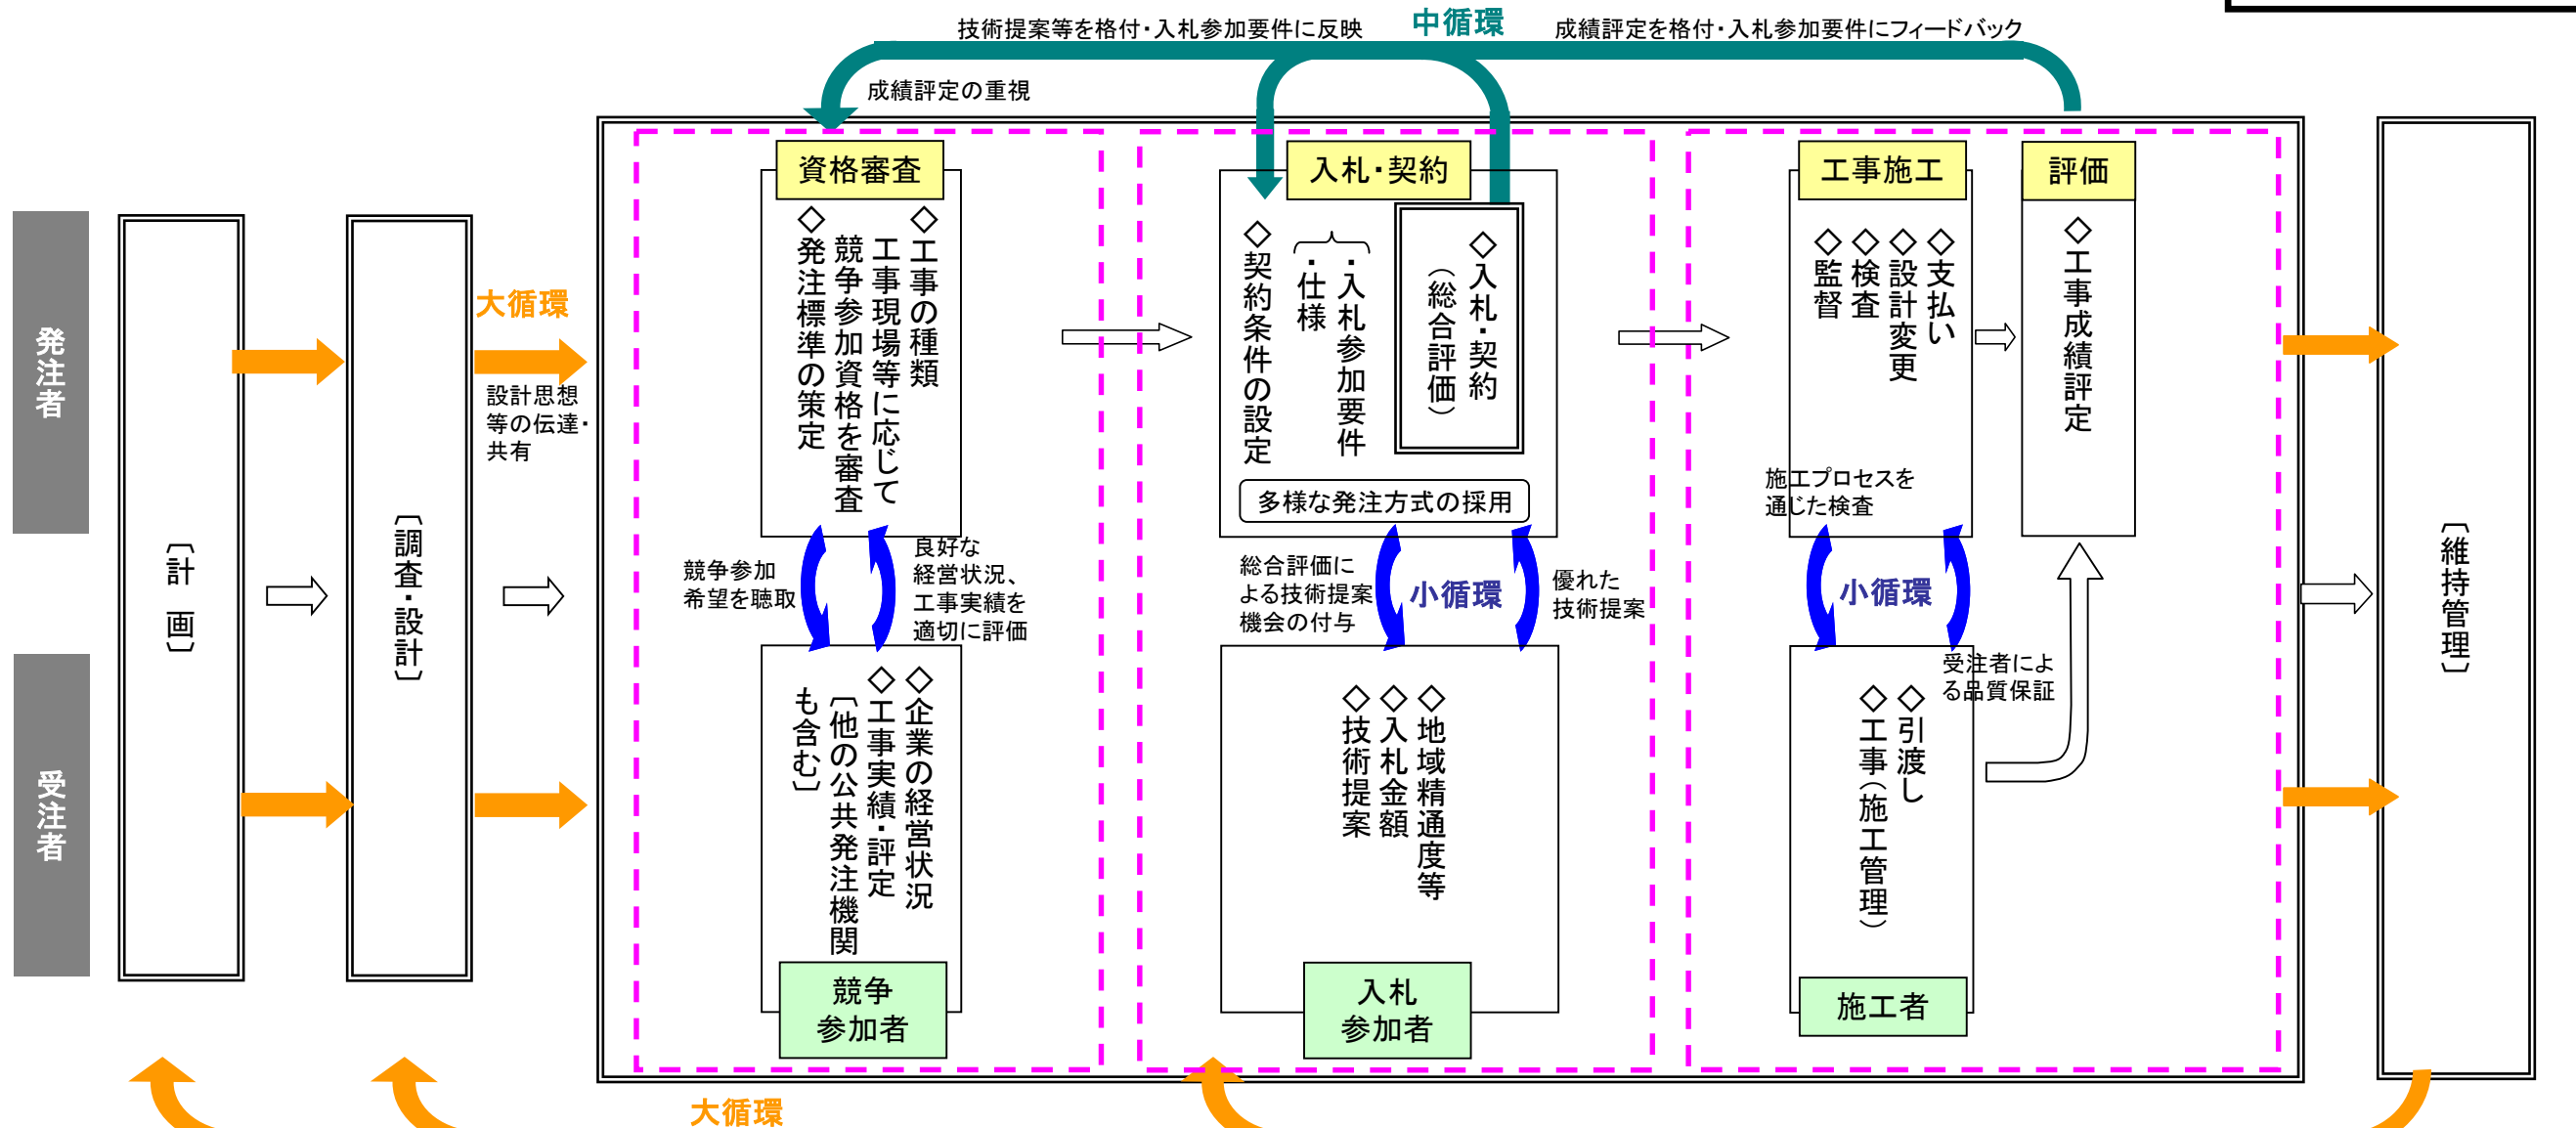 技術提案等を格付・入札参加要件に反映
中循環
成績評定を格付・入札参加要件にフィードバック
成績評定の重視
発注者
受注者
〔計 画〕
〔調査・設計〕
大循環
設計思想
等の伝達・
共有
資格審査
◇工事の種類
工事現場等に応じて
競争参加資格を審査
◇発注標準の策定
競争参加
希望を聴取
良好な
経営状況、
工事実績を
適切に評価
◇企業の経営状況
◇工事実績・評定
〔他の公共発注機関
も含む〕
競争
参加者
入札・契約
◇入札・契約
（総合評価）
・入札参加要件
・仕様
◇契約条件の設定
多様な発注方式の採用
総合評価に
よる技術提案
機会の付与
小循環
優れた
技術提案
◇地域精通度等
◇入札金額
◇技術提案
入札
参加者
工事施工
◇支払い
◇設計変更
◇検査
◇監督
施工プロセスを
通じた検査
小循環
受注者によ
る品質保証
◇引渡し
◇工事（施工管理）
施工者
評価
◇工事成績評定
〔維持管理〕
大循環